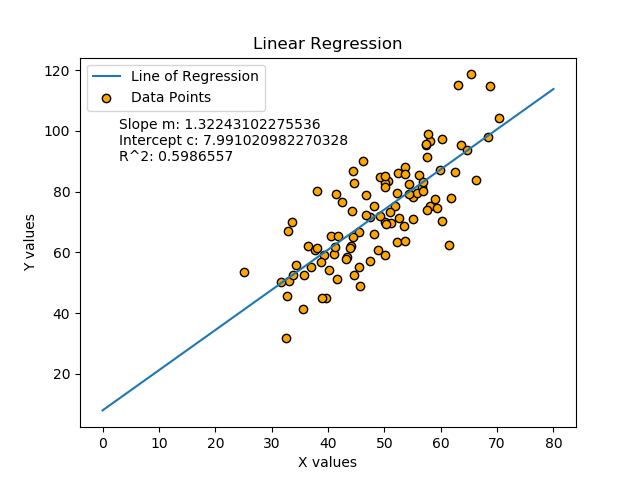 Linear Regression
Line of Regression
Data Points
Slope m: 1.32243102275536
Intercept c: 7.991020982270328
R^2: 0.5986557
120
100
80
60
40
20
Y values
0 10 20 30 40 50 60 70 80
X values